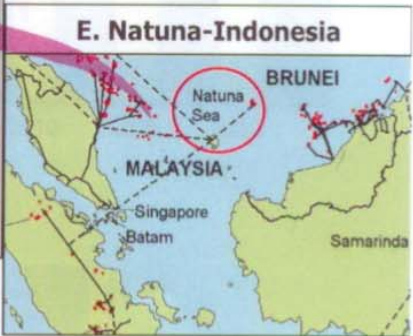 E. Natuna-Indonesia
BRUNEI
Natuna
Sea
MALAYSIA
Singapore
Batam
Samarinda